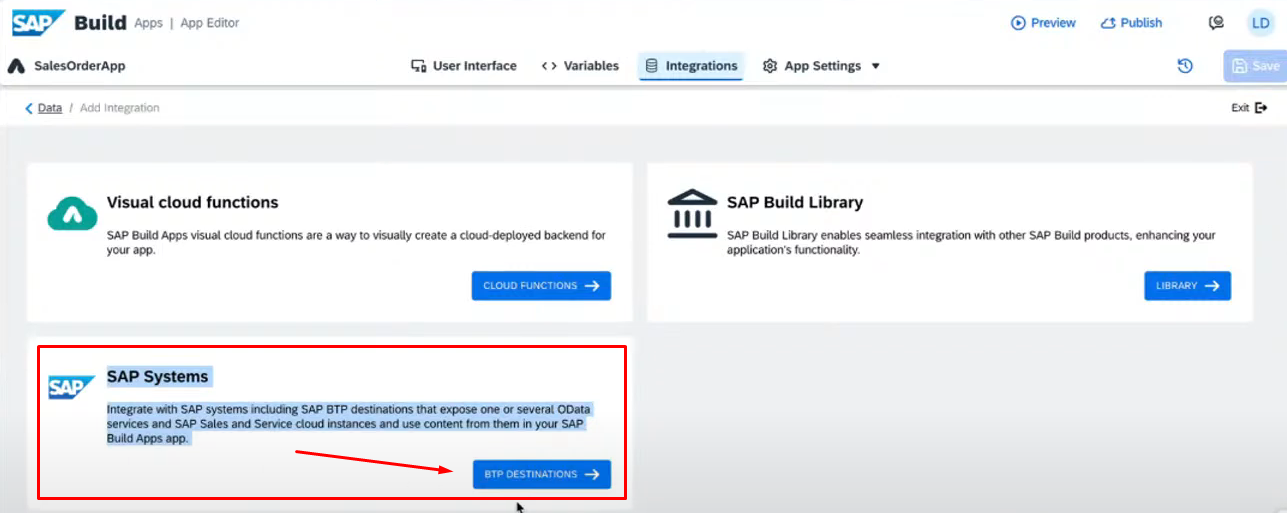 SAP Build Apps | App Editor Preview Publish LD
SalesOrderApp User Interface <> Variables Integrations App Settings Save
Data / Add Integration Exit
Visual cloud functions
SAP Build Apps visual cloud functions are a way to visually create a cloud-deployed backend for
your app.
CLOUD FUNCTIONS
SAP Build Library
SAP Build Library enables seamless integration with other SAP Build products, enhancing your
application's functionality.
LIBRARY
SAP
SAP Systems
Integrate with SAP systems including SAP BTP destinations that expose one or several OData
services and SAP Sales and Service cloud instances and use content from them in your SAP
Build Apps app.
BTP DESTINATIONS